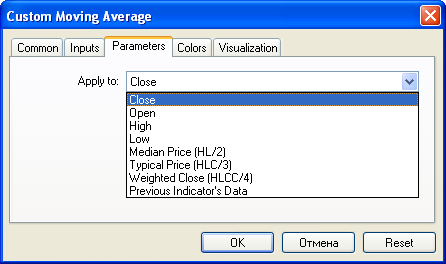 Custom Moving Average
Common Inputs Parameters Colors Visualization
Apply to: Close
Close
Open
High
Low
Median Price (HL/2)
Typical Price (HLC/3)
Weighted Close (HLCC/4)
Previous Indicator's Data
OK Отмена Reset